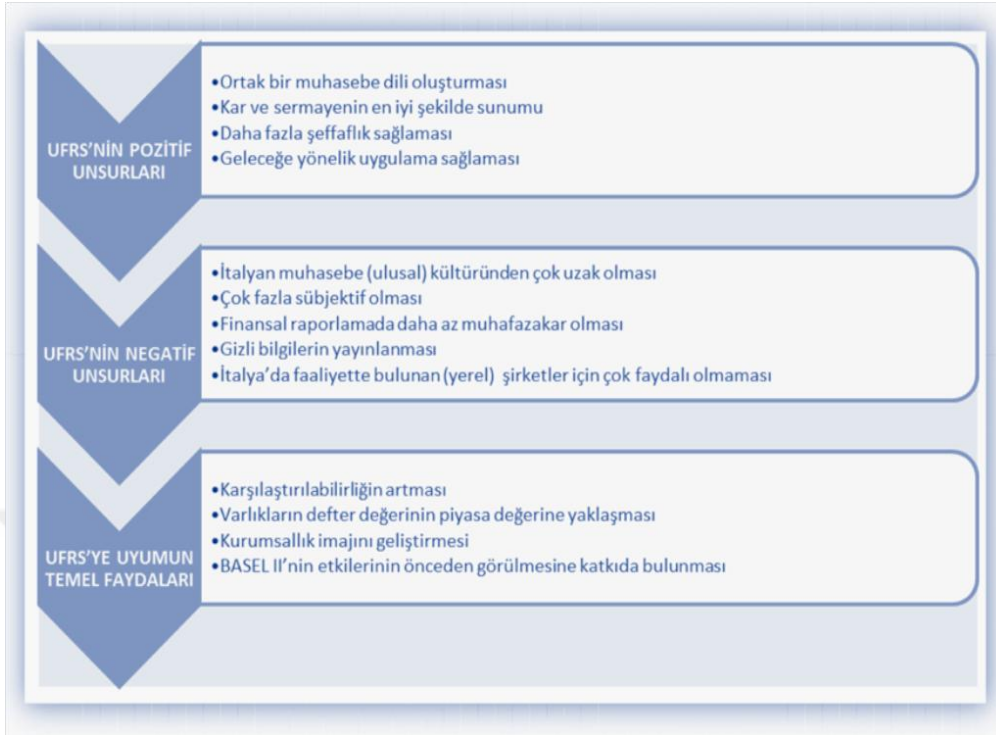 UFRS'NİN POZİTİF
UNSURLARI
•Ortak bir muhasebe dili oluşturması
•Kar ve sermayenin en iyi şekilde sunumu
•Daha fazla şeffaflık sağlaması
•Geleceğe yönelik uygulama sağlaması
UFRS'NİN NEGATİF
UNSURLARI
•İtalyan muhasebe (ulusal) kültüründen çok uzak olması
•Çok fazla sübjektif olması
•Finansal raporlamada daha az muhafazakar olması
•Gizli bilgilerin yayınlanması
•İtalya'da faaliyette bulunan (yerel) şirketler için çok faydalı olmaması
UFRS'YE UYUMUN
TEMEL FAYDALARI
•Karşılaştırılabilirliğin artması
•Varlıkların defter değerinin piyasa değerine yaklaşması
•Kurumsallık imajını geliştirmesi
•BASEL II'nin etkilerinin önceden görülmesine katkıda bulunması